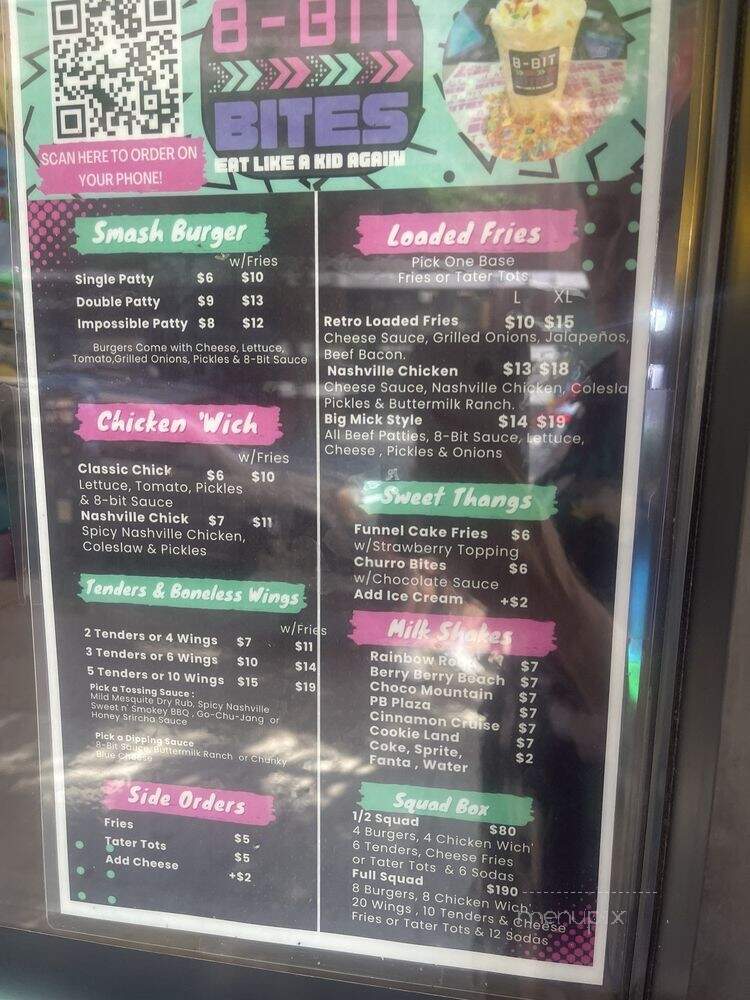 8-BIT
BITES
EAT LIKE A KID AGAIN
SCAN HERE TO ORDER ON
YOUR PHONE!
8-BIT
Smash Burger
w/Fries
Single Patty $6 $10
Double Patty $9 $13
Impossible Patty $8 $12
Burgers Come with Cheese, Lettuce,
Tomato,Grilled Onions, Pickles & 8-Bit Sauce
Chicken 'Wich
w/Fries
Classic Chick $6 $10
Lettuce, Tomato, Pickles
& 8-bit Sauce
Nashville Chick $7 $11
Spicy Nashville Chicken,
Coleslaw & Pickles
Tenders & Boneless Wings
w/Fries
2 Tenders or 4 Wings $7 $11
3 Tenders or 6 Wings $10 $14
5 Tenders or 10 Wings $15 $19
Pick a Tossing Sauce :
Mild Mesquite Dry Rub, Spicy Nashville
Sweet n' Smokey BBQ , Go-Chu-Jang or
Honey Srircha Sauce
Pick a Dipping Sauce
8-Bit Sauce, Buttermilk Ranch or Chunky
Blue Cheese
Side Orders
Fries $5
Tater Tots $5
Add Cheese +$2
Loaded Fries
Pick One Base
Fries or Tater Tots
L XL
Retro Loaded Fries $10 $15
Cheese Sauce, Grilled Onions, Jalapeños,
Beef Bacon.
Nashville Chicken $13 $18
Cheese Sauce, Nashville Chicken, Colesla
Pickles & Buttermilk Ranch.
Big Mick Style $14 $19
All Beef Patties, 8-Bit Sauce, Lettuce,
Cheese , Pickles & Onions
Sweet Thangs
Funnel Cake Fries $6
w/Strawberry Topping
Churro Bites $6
w/Chocolate Sauce
Add Ice Cream +$2
Milk Shakes
Rainbow $7
Berry Berry Beach $7
Choco Mountain $7
PB Plaza $7
Cinnamon Cruise $7
Cookie Land $7
Coke, Sprite, $2
Fanta , Water
Squad Box
1/2 Squad $80
4 Burgers, 4 Chicken Wich'
6 Tenders, Cheese Fries
or Tater Tots & 6 Sodas
Full Squad $190
8 Burgers, 8 Chicken Wich'
20 Wings , 10 Tenders & Cheese
Fries or Tater Tots & 12 Sodas
menupix